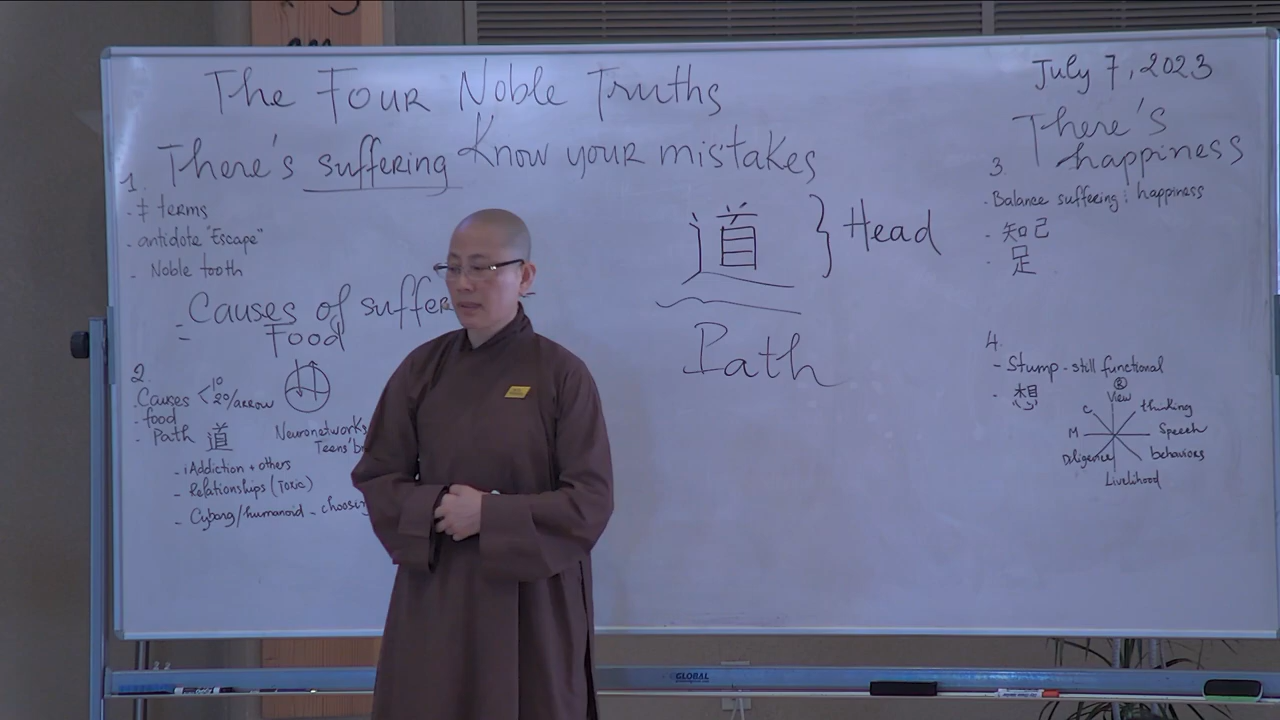 The Four Noble Truths
There's suffering Know your mistakes
1.
- ‡ terms
- antidote "Escape"
- Noble tooth
- Causes of suffer
- Food
2.
. Causes < 10 20/arrow
- food
- Path 道
Neuronetworks
Teens' b
- Addiction + others
- Relationships (Toxic)
- Cyborg/humanoid - choosin
道 } Head
Path
July 7, 2023
3. There's happiness
. Balance suffering : happiness
- 知己
- 足
4.
- Stump - still functional
- 想
R
View
thinking
Speech
behaviors
Livelihood
Diligence
M
C
GLOBAL